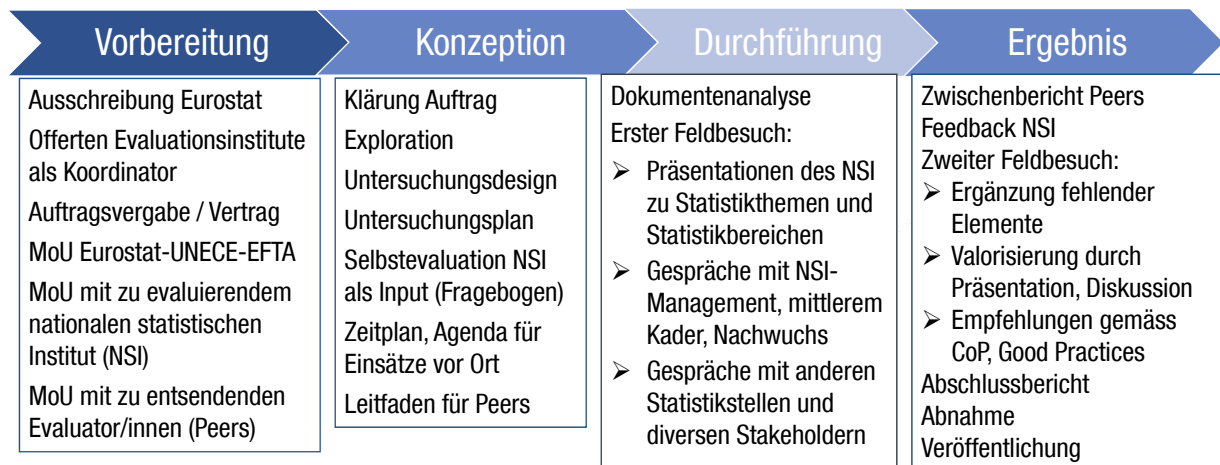 Vorbereitung
Ausschreibung Eurostat
Offerten Evaluationsinstitute
als Koordinator
Auftragsvergabe / Vertrag
MoU Eurostat-UNECE-EFTA
MoU mit zu evaluierendem
nationalen statistischen
Institut (NSI)
MoU mit zu entsendenden
Evaluator/innen (Peers)
Konzeption
Klärung Auftrag
Exploration
Untersuchungsdesign
Untersuchungsplan
Selbstevaluation NSI
als Input (Fragebogen)
Zeitplan, Agenda für
Einsätze vor Ort
Leitfaden für Peers
Durchführung
Dokumentenanalyse
Erster Feldbesuch:
➢ Präsentationen des NSI
zu Statistikthemen und
Statistikbereichen
➢ Gespräche mit NSI-
Management, mittlerem
Kader, Nachwuchs
➢ Gespräche mit anderen
Statistikstellen und
diversen Stakeholdern
Ergebnis
Zwischenbericht Peers
Feedback NSI
Zweiter Feldbesuch:
➢ Ergänzung fehlender
Elemente
➢ Valorisierung durch
Präsentation, Diskussion
➢ Empfehlungen gemäss
CoP, Good Practices
Abschlussbericht
Abnahme
Veröffentlichung